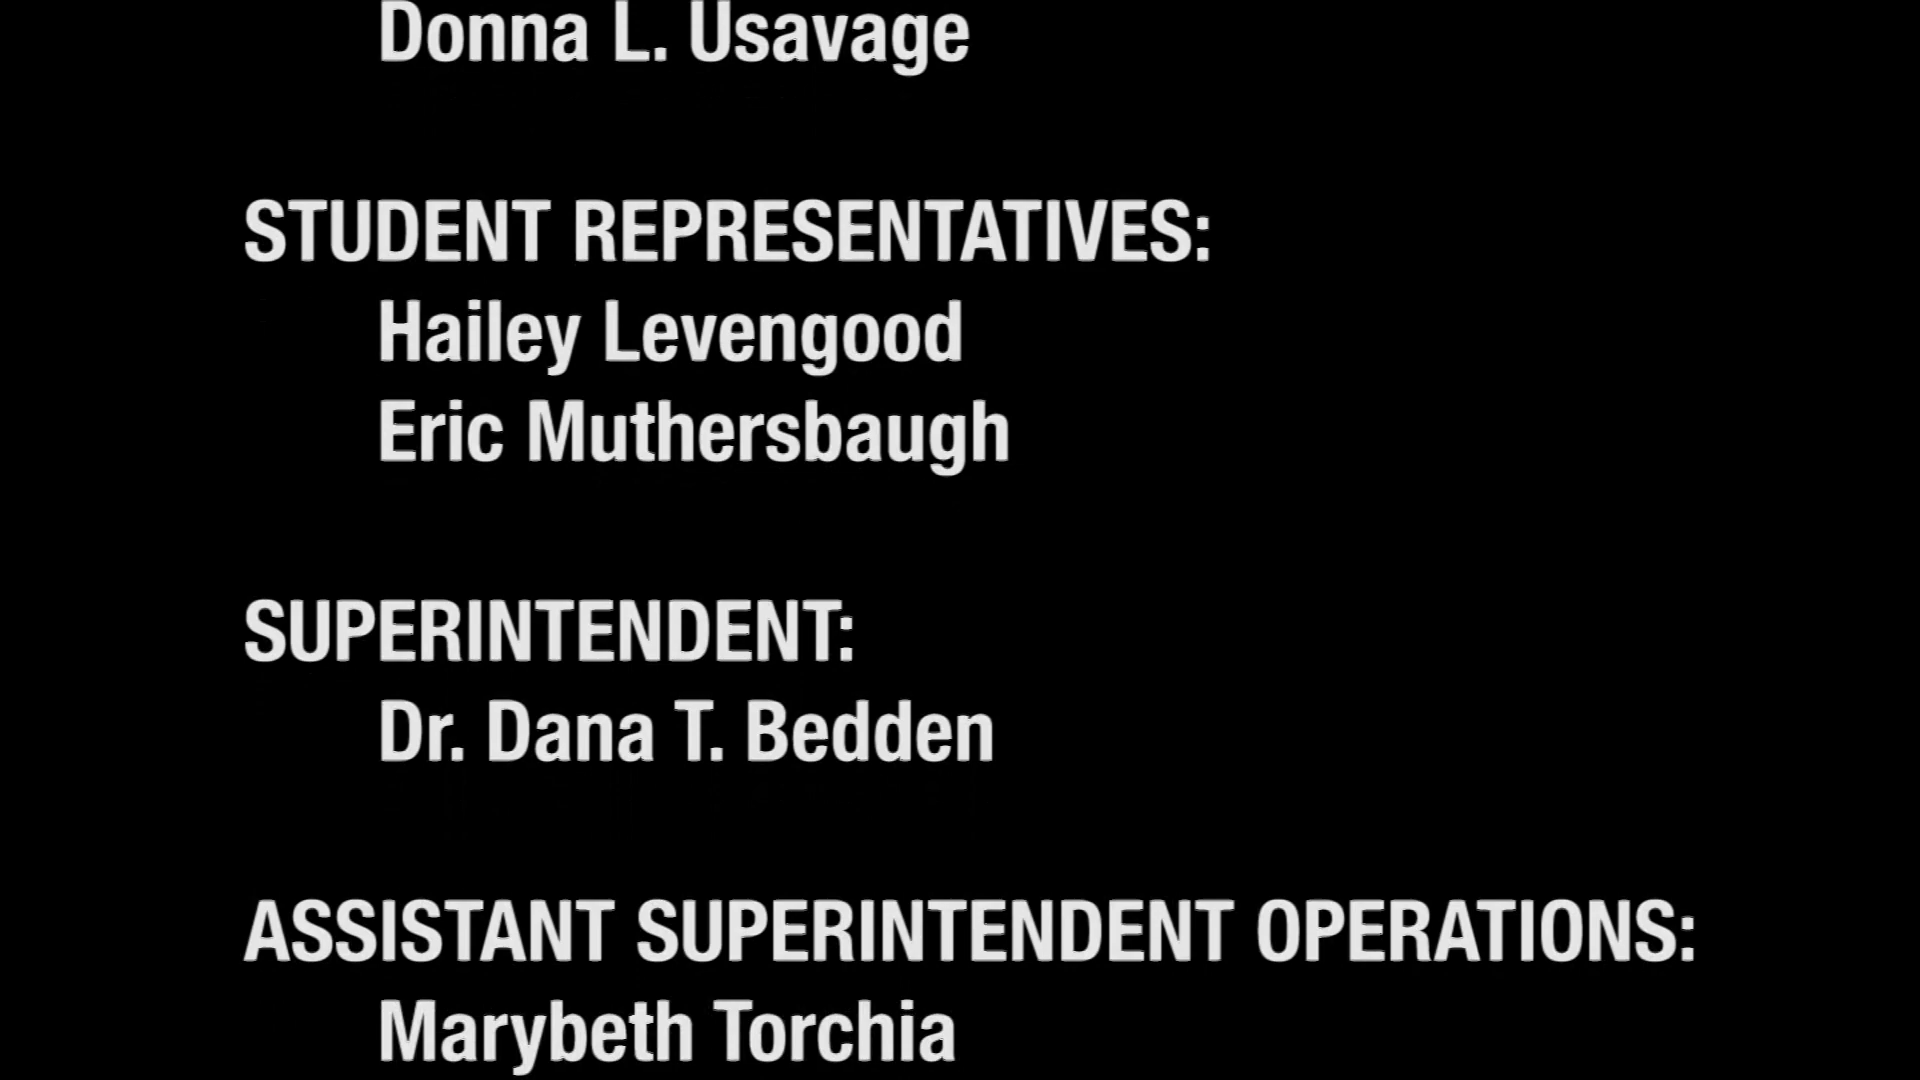 Donna L. Usavage
STUDENT REPRESENTATIVES:
Hailey Levengood
Eric Muthersbaugh
SUPERINTENDENT:
Dr. Dana T. Bedden
ASSISTANT SUPERINTENDENT OPERATIONS:
Marybeth Torchia